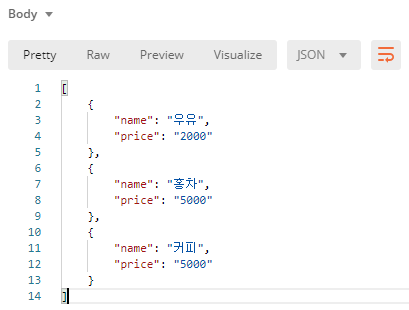 Body
Pretty Raw Preview Visualize JSON
1 [
2 {
3 "name": "우유",
4 "price": "2000"
5 },
6 {
7 "name": "홍차",
8 "price": "5000"
9 },
10 {
11 "name": "커피",
12 "price": "5000"
13 }
14 ]